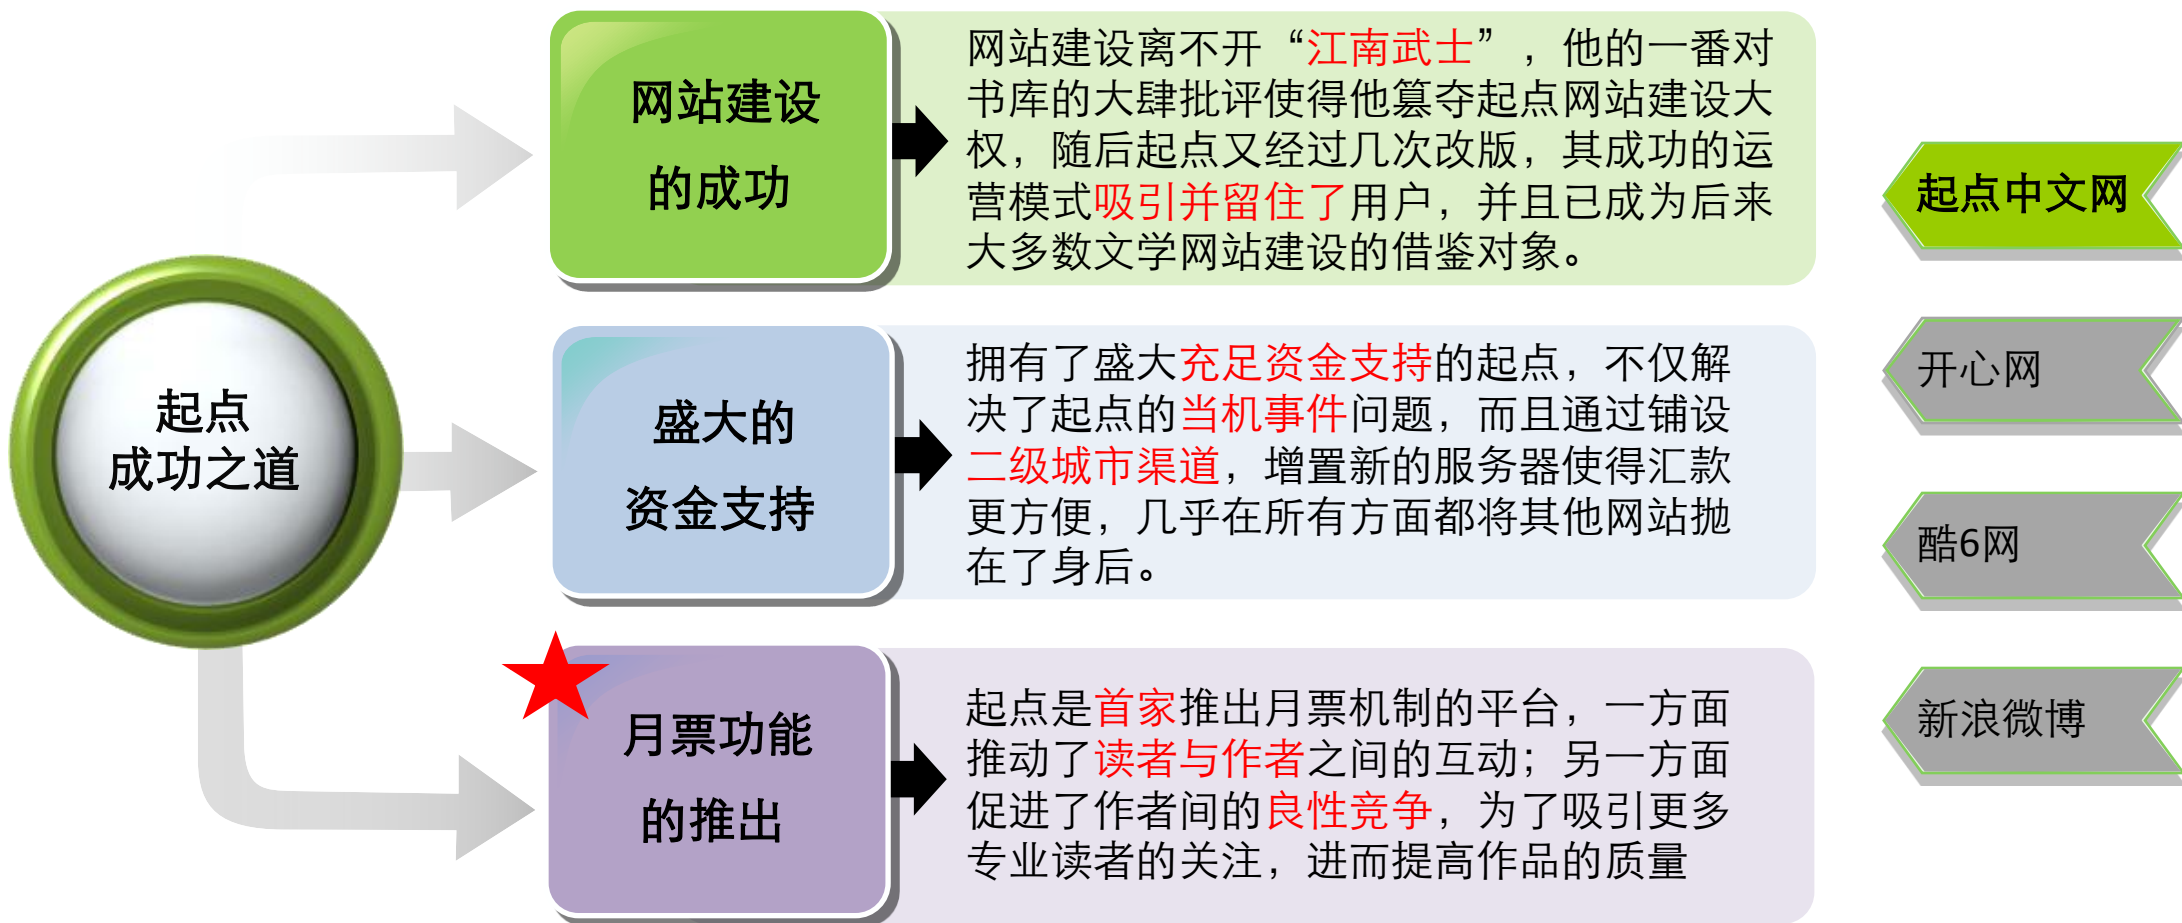 起点
成功之道
网站建设
的成功
网站建设离不开“江南武士”，他的一番对
书库的大肆批评使得他篡夺起点网站建设大
权，随后起点又经过几次改版，其成功的运
营模式吸引并留住了用户，并且已成为后来
大多数文学网站建设的借鉴对象。
盛大的
资金支持
拥有了盛大充足资金支持的起点，不仅解
决了起点的当机事件问题，而且通过铺设
二级城市渠道，增置新的服务器使得汇款
更方便，几乎在所有方面都将其他网站抛
在了身后。
月票功能
的推出
起点是首家推出月票机制的平台，一方面
推动了读者与作者之间的互动；另一方面
促进了作者间的良性竞争，为了吸引更多
专业读者的关注，进而提高作品的质量
起点中文网
开心网
酷6网
新浪微博